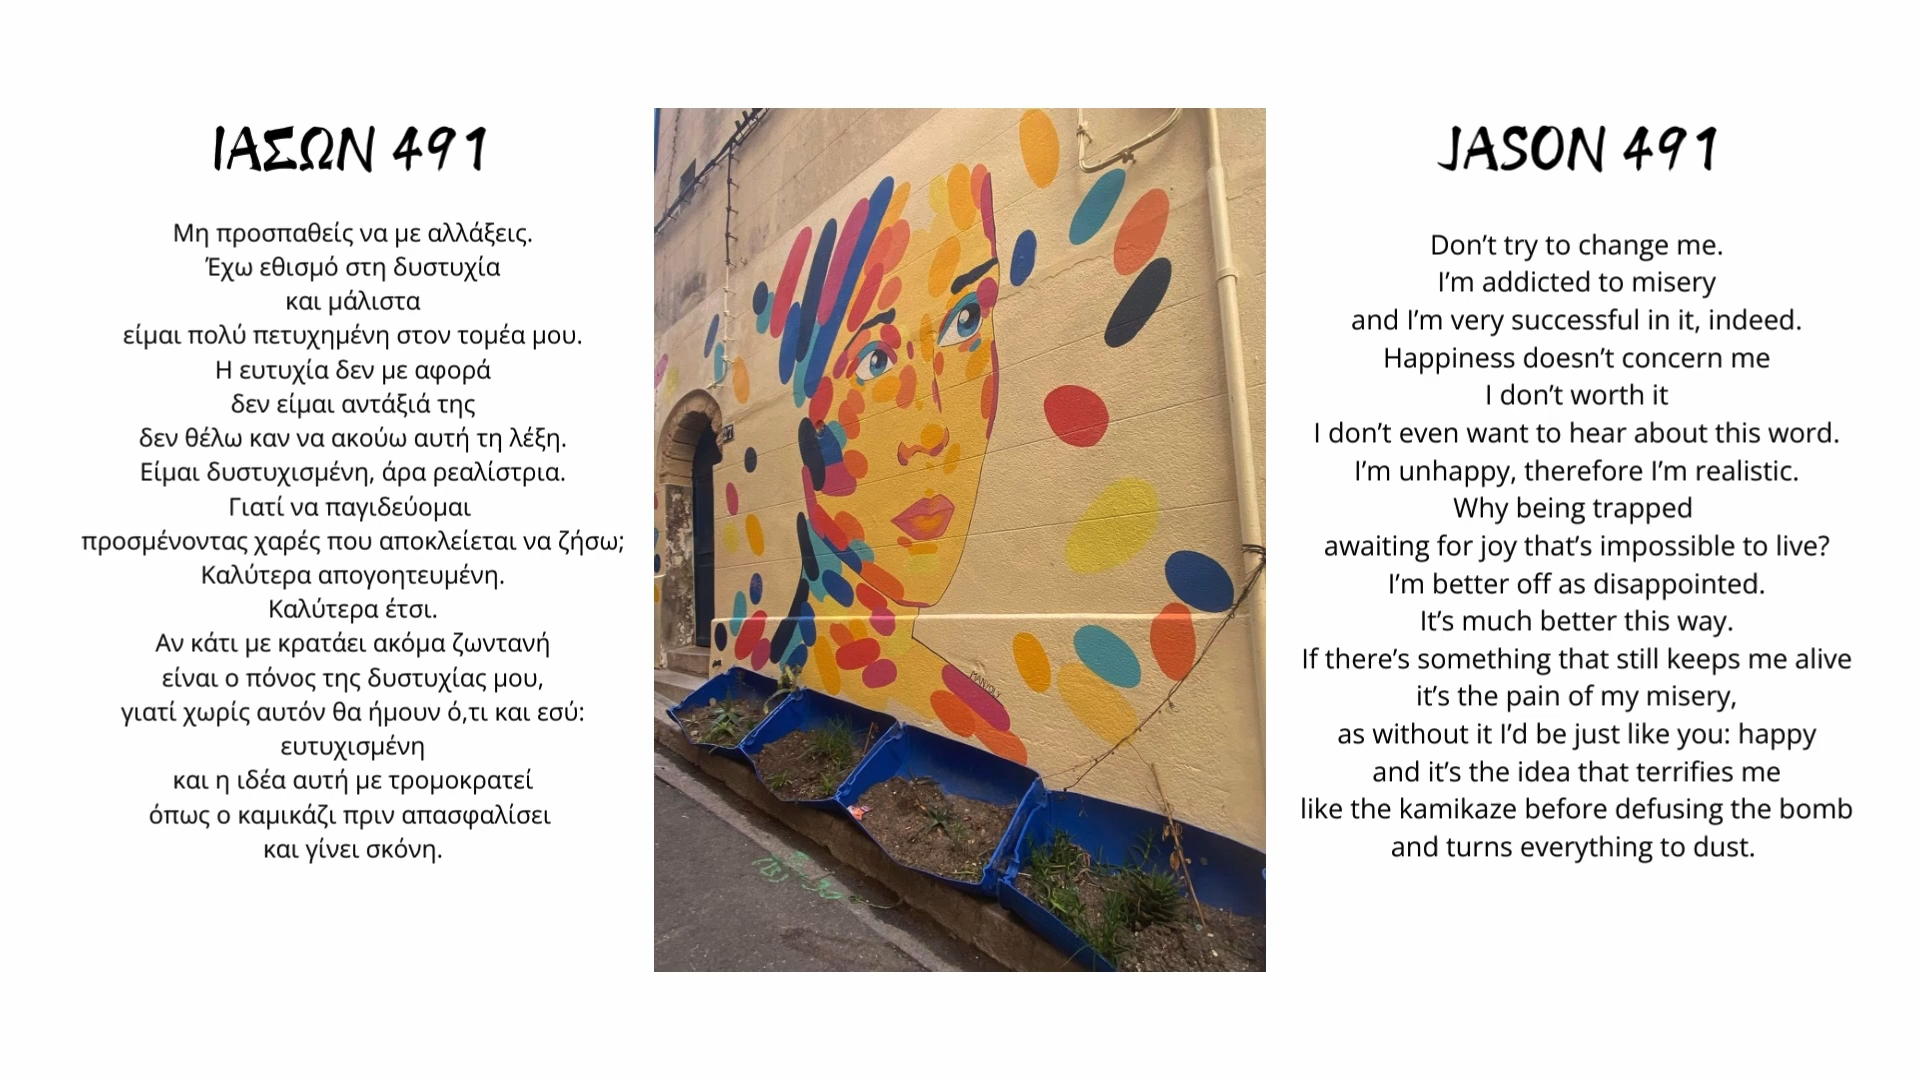 ΙΑΣΩΝ 491
Μη προσπαθείς να με αλλάξεις.
Έχω εθισμό στη δυστυχία
και μάλιστα
είμαι πολύ πετυχημένη στον τομέα μου.
Η ευτυχία δεν με αφορά
δεν είμαι αντάξιά της
δεν θέλω καν να ακούω αυτή τη λέξη.
Είμαι δυστυχισμένη, άρα ρεαλίστρια.
Γιατί να παγιδεύομαι
προσμένοντας χαρές που αποκλείεται να ζήσω;
Καλύτερα απογοητευμένη.
Καλύτερα έτσι.
Αν κάτι με κρατάει ακόμα ζωντανή
είναι ο πόνος της δυστυχίας μου,
γιατί χωρίς αυτόν θα ήμουν ό,τι και εσύ:
ευτυχισμένη
και η ιδέα αυτή με τρομοκρατεί
όπως ο καμικάζι πριν απασφαλίσει
και γίνει σκόνη.
MANYOLY
JASON 491
Don’t try to change me.
I’m addicted to misery
and I’m very successful in it, indeed.
Happiness doesn’t concern me
I don’t worth it
I don’t even want to hear about this word.
I’m unhappy, therefore I’m realistic.
Why being trapped
awaiting for joy that’s impossible to live?
I’m better off as disappointed.
It’s much better this way.
If there’s something that still keeps me alive
it’s the pain of my misery,
as without it I’d be just like you: happy
and it’s the idea that terrifies me
like the kamikaze before defusing the bomb
and turns everything to dust.